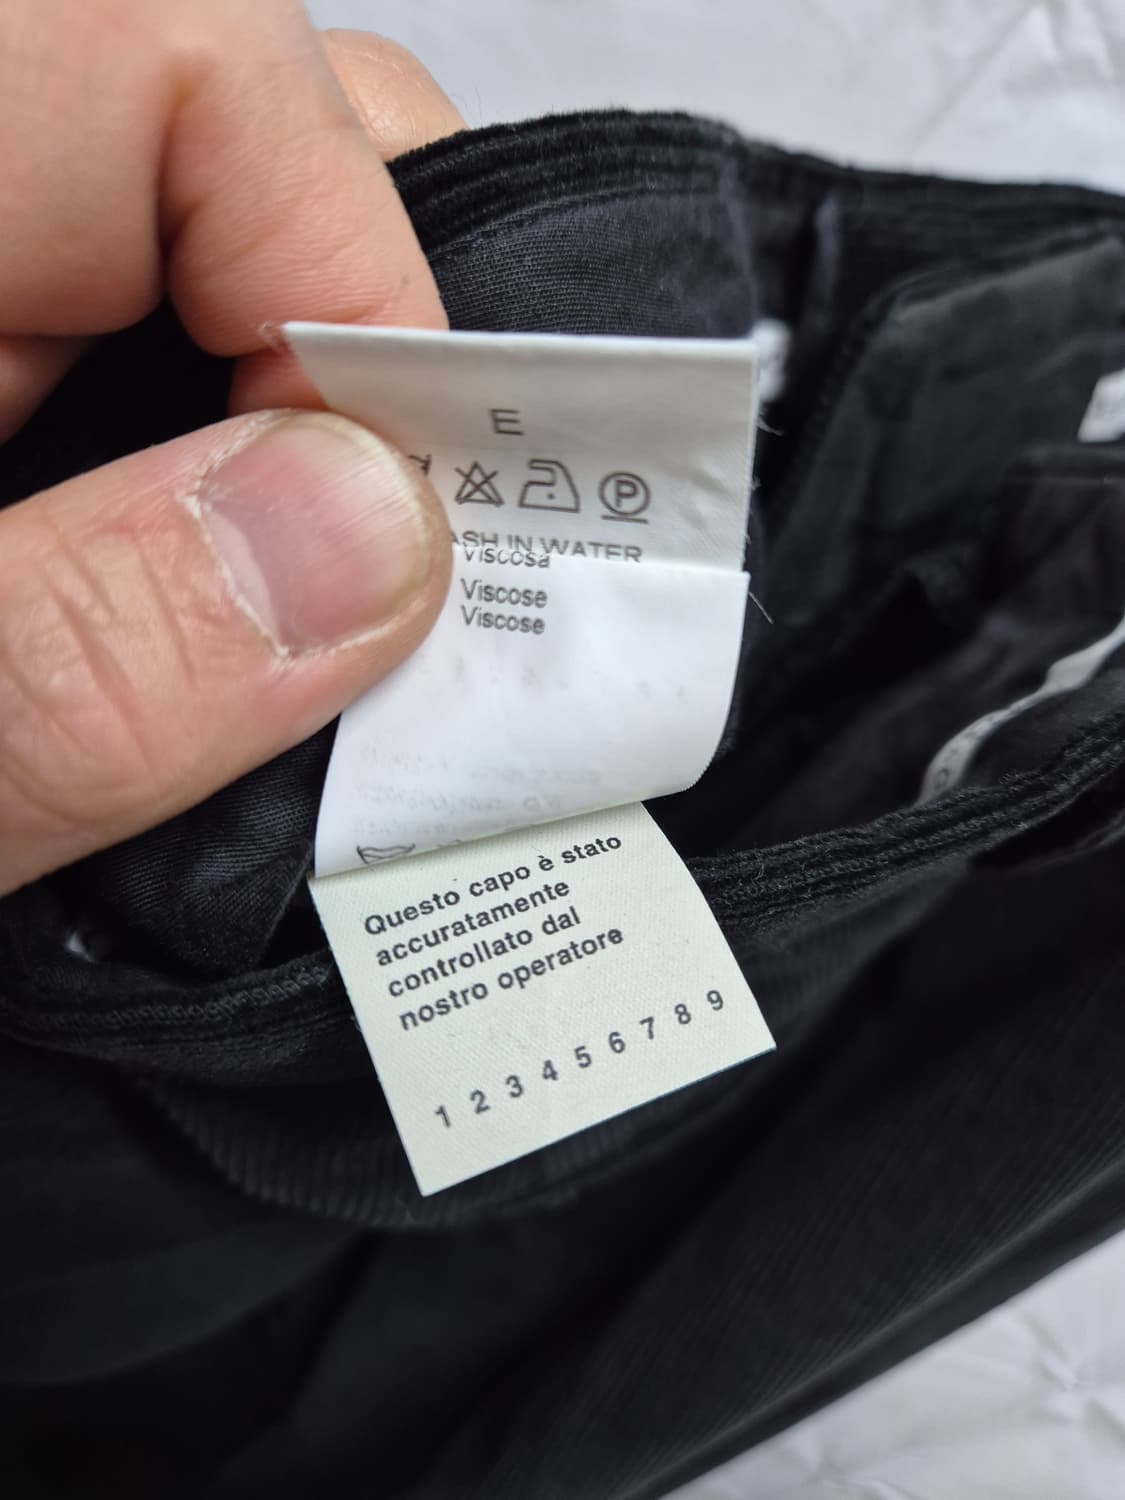 E
P
WASH IN WATER
Viscosa
Viscose
Viscose
Questo capo è stato
accuratamente
controllato dal
nostro operatore
1 2 3 4 5 6 7 8 9